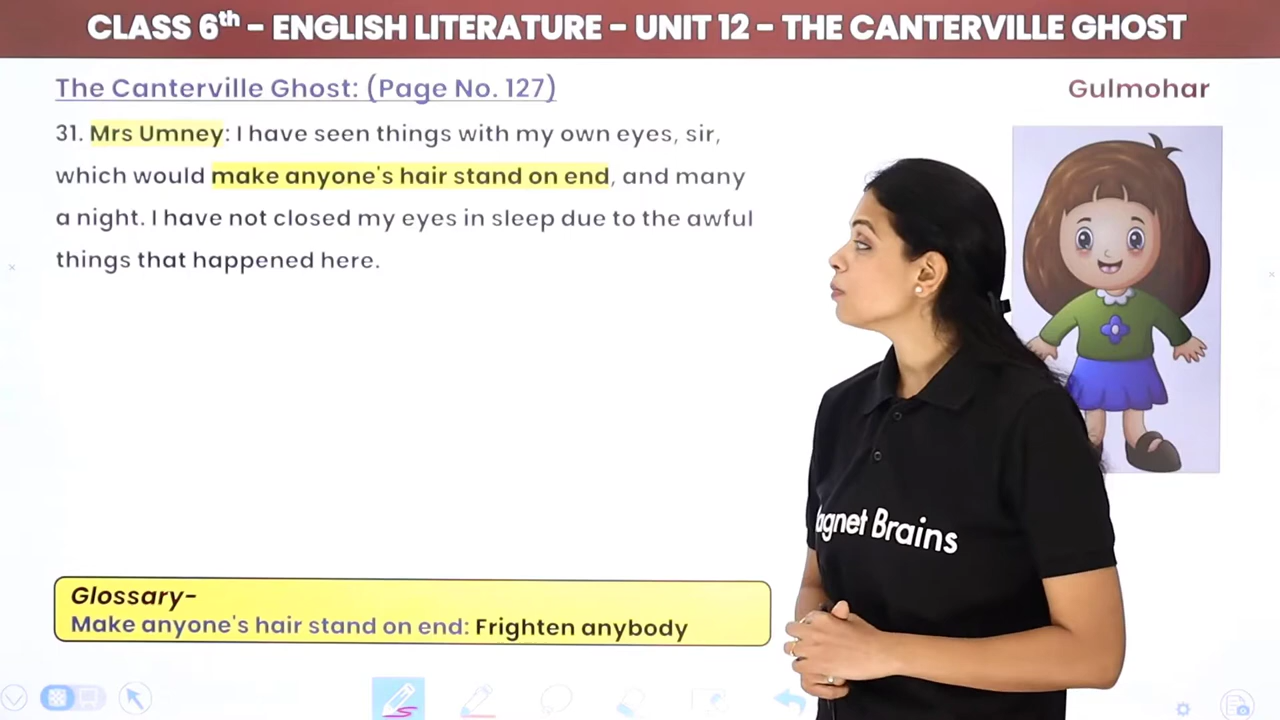 CLASS 6th - ENGLISH LITERATURE - UNIT 12 - THE CANTERVILLE GHOST
The Canterville Ghost: (Page No. 127)
Gulmohar
31. Mrs Umney: I have seen things with my own eyes, sir,
which would make anyone's hair stand on end, and many
a night. I have not closed my eyes in sleep due to the awful
things that happened here.
agnet Brains
Glossary-
Make anyone's hair stand on end: Frighten anybody